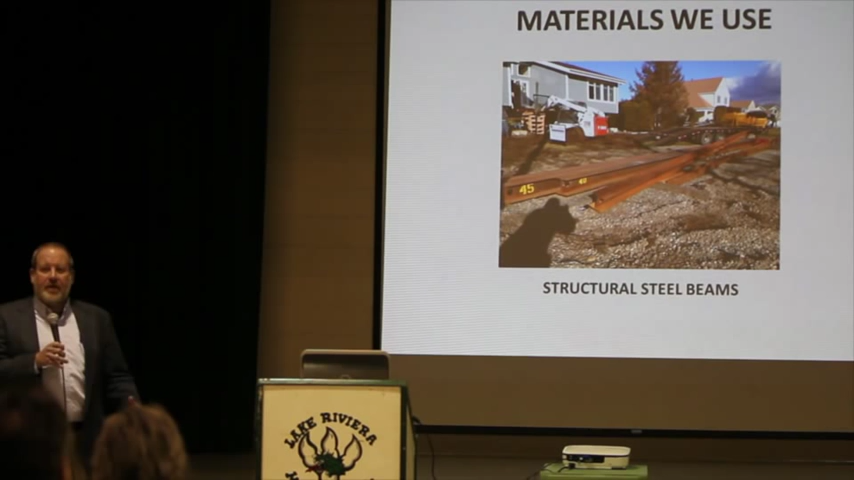 MATERIALS WE USE
45
STRUCTURAL STEEL BEAMS
LAKE RIVIERA